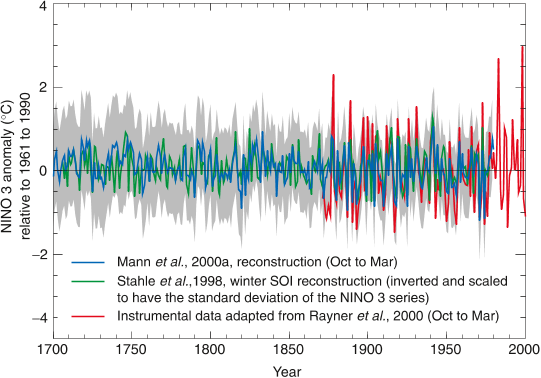 4
2
0
−2
−4
0
NINO 3 anomaly (°C)
relative to 1961 to 1990
Mann et al., 2000a, reconstruction (Oct to Mar)
Stahle et al.,1998, winter SOI reconstruction (inverted and scaled
to have the standard deviation of the NINO 3 series)
Instrumental data adapted from Rayner et al., 2000 (Oct to Mar)
1700 1750 1800 1850 1900 1950 2000
Year